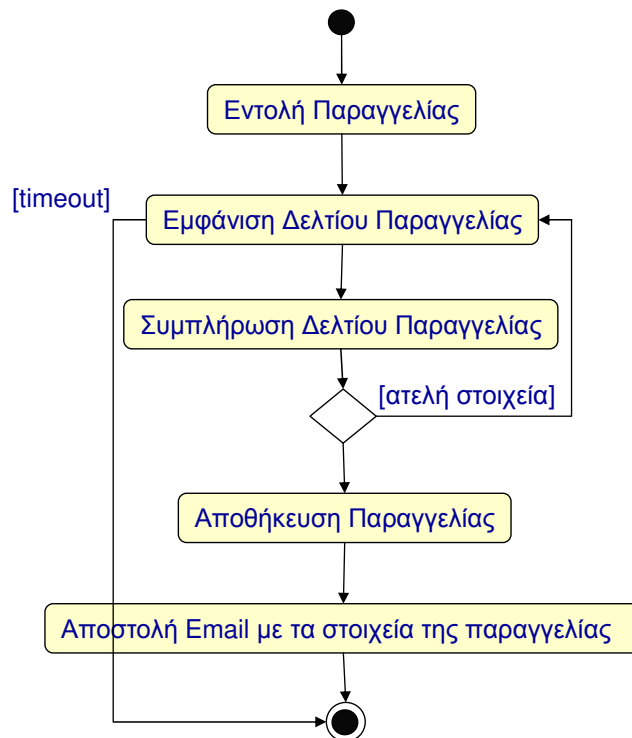 Εντολή Παραγγελίας
[timeout]
Εμφάνιση Δελτίου Παραγγελίας
Συμπλήρωση Δελτίου Παραγγελίας
[ατελή στοιχεία]
Αποθήκευση Παραγγελίας
Αποστολή Email με τα στοιχεία της παραγγελίας